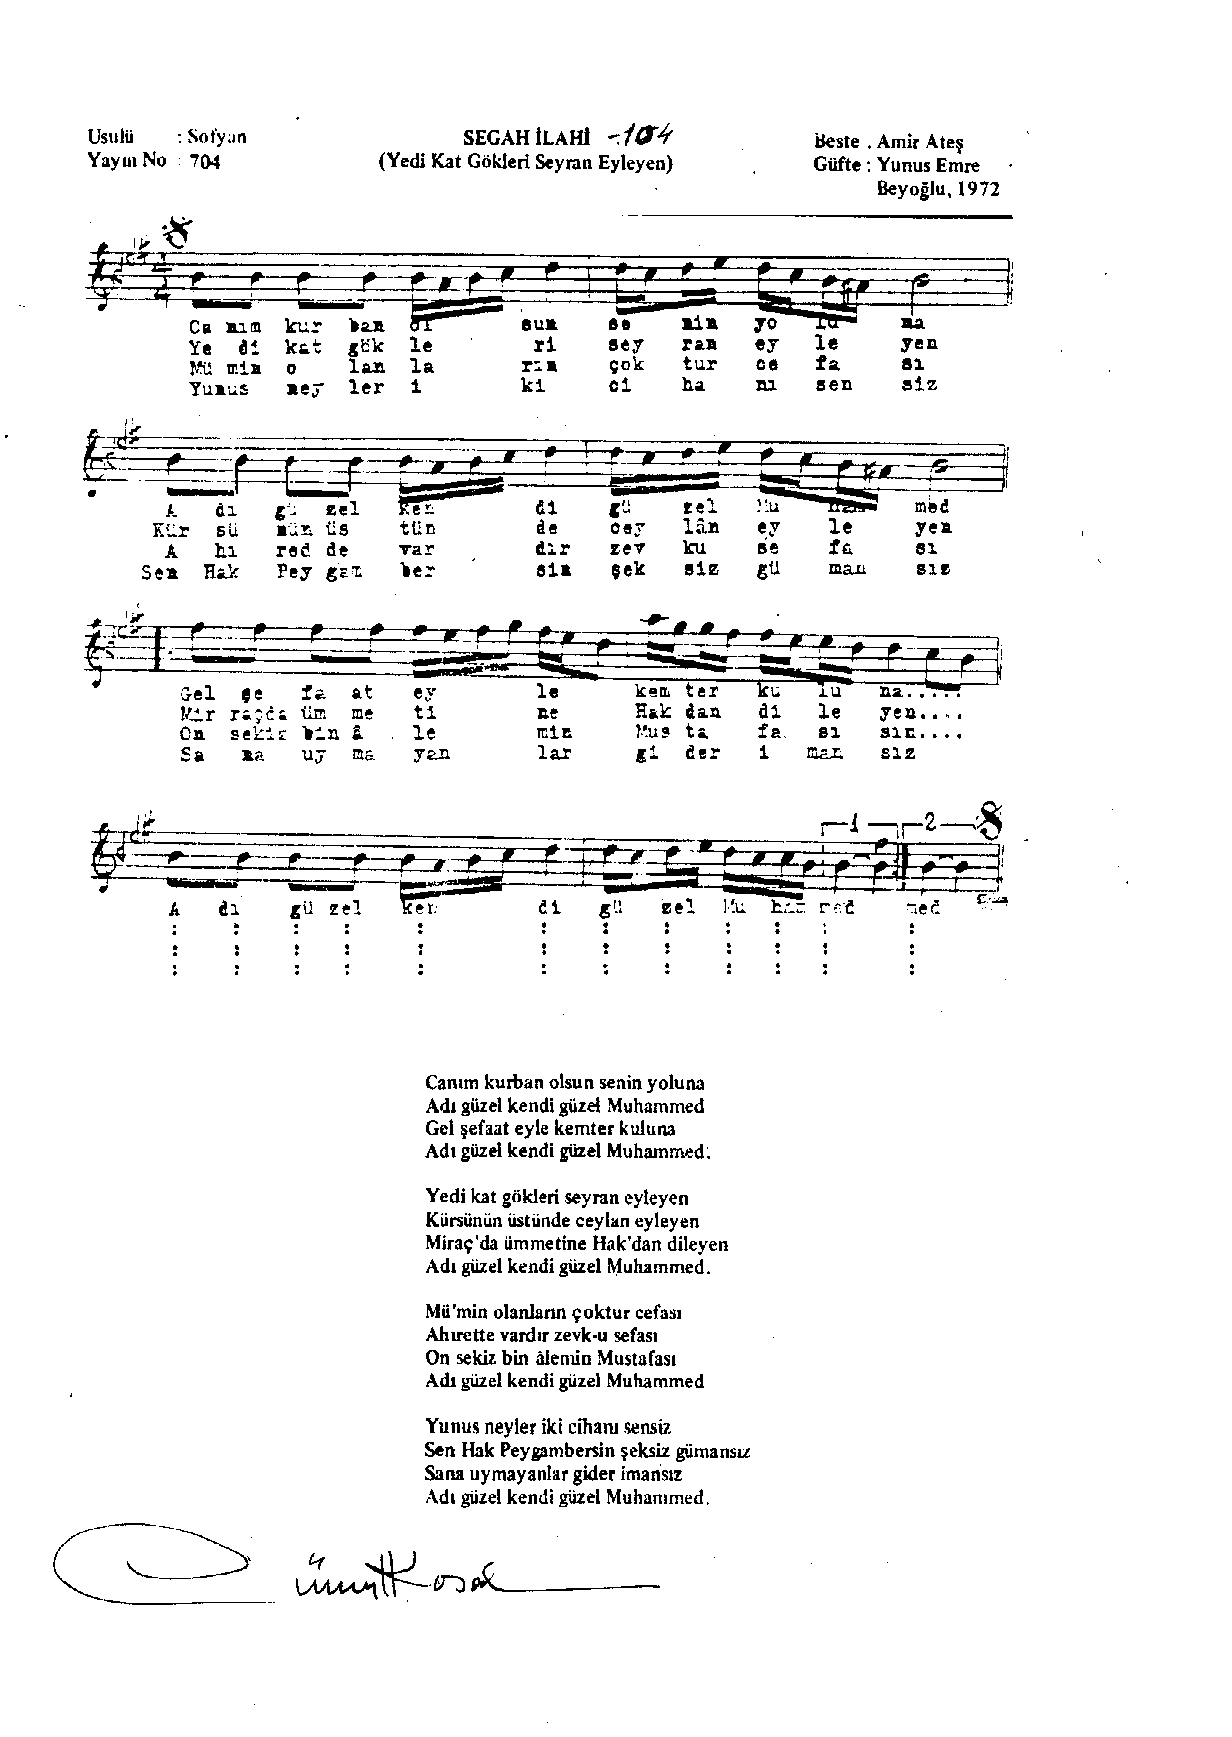 Usulü : Sofyan
Yayın No : 704
SEGAH İLAHİ -104
(Yedi Kat Gökleri Seyran Eyleyen)
Beste . Amir Ateş
Güfte : Yunus Emre
Beyoğlu, 1972
Ca nım kur ban ol sun se nin yo lu na
Ye di kat gök le ri sey ran ey le yen
Mü min o lan la rın çok tur ce fa sı
Yunus ney ler i ki ci ha nı sen siz
A dı gü zel ken di gü zel Mu ham med
Kür sü nün üs tün de cey lân ey le yen
A hı red de var dır zev ku se fa sı
Sen Hak Pey gan ber sin şek siz gü man sız
Gel şe fa at ey le kem ter ku lu na.....
Mir raçda üm me ti ne Hak dan di le yen....
On sekiz bin â le min Mus ta fa sı sın....
Sa na uy ma yan lar gi der i man sız
1 2
A dı gü zel ken di gü zel Mu ham med med
Canım kurban olsun senin yoluna
Adı güzel kendi güzel Muhammed
Gel şefaat eyle kemter kuluna
Adı güzel kendi güzel Muhammed.
Yedi kat gökleri seyran eyleyen
Kürsünün üstünde ceylan eyleyen
Miraç'da ümmetine Hak'dan dileyen
Adı güzel kendi güzel Muhammed.
Mü'min olanların çoktur cefası
Ahırette vardır zevk-u sefası
On sekiz bin âlemin Mustafası
Adı güzel kendi güzel Muhammed
Yunus neyler iki cihanı sensiz
Sen Hak Peygambersin şeksiz gümansız
Sana uymayanlar gider imansız
Adı güzel kendi güzel Muhammed.